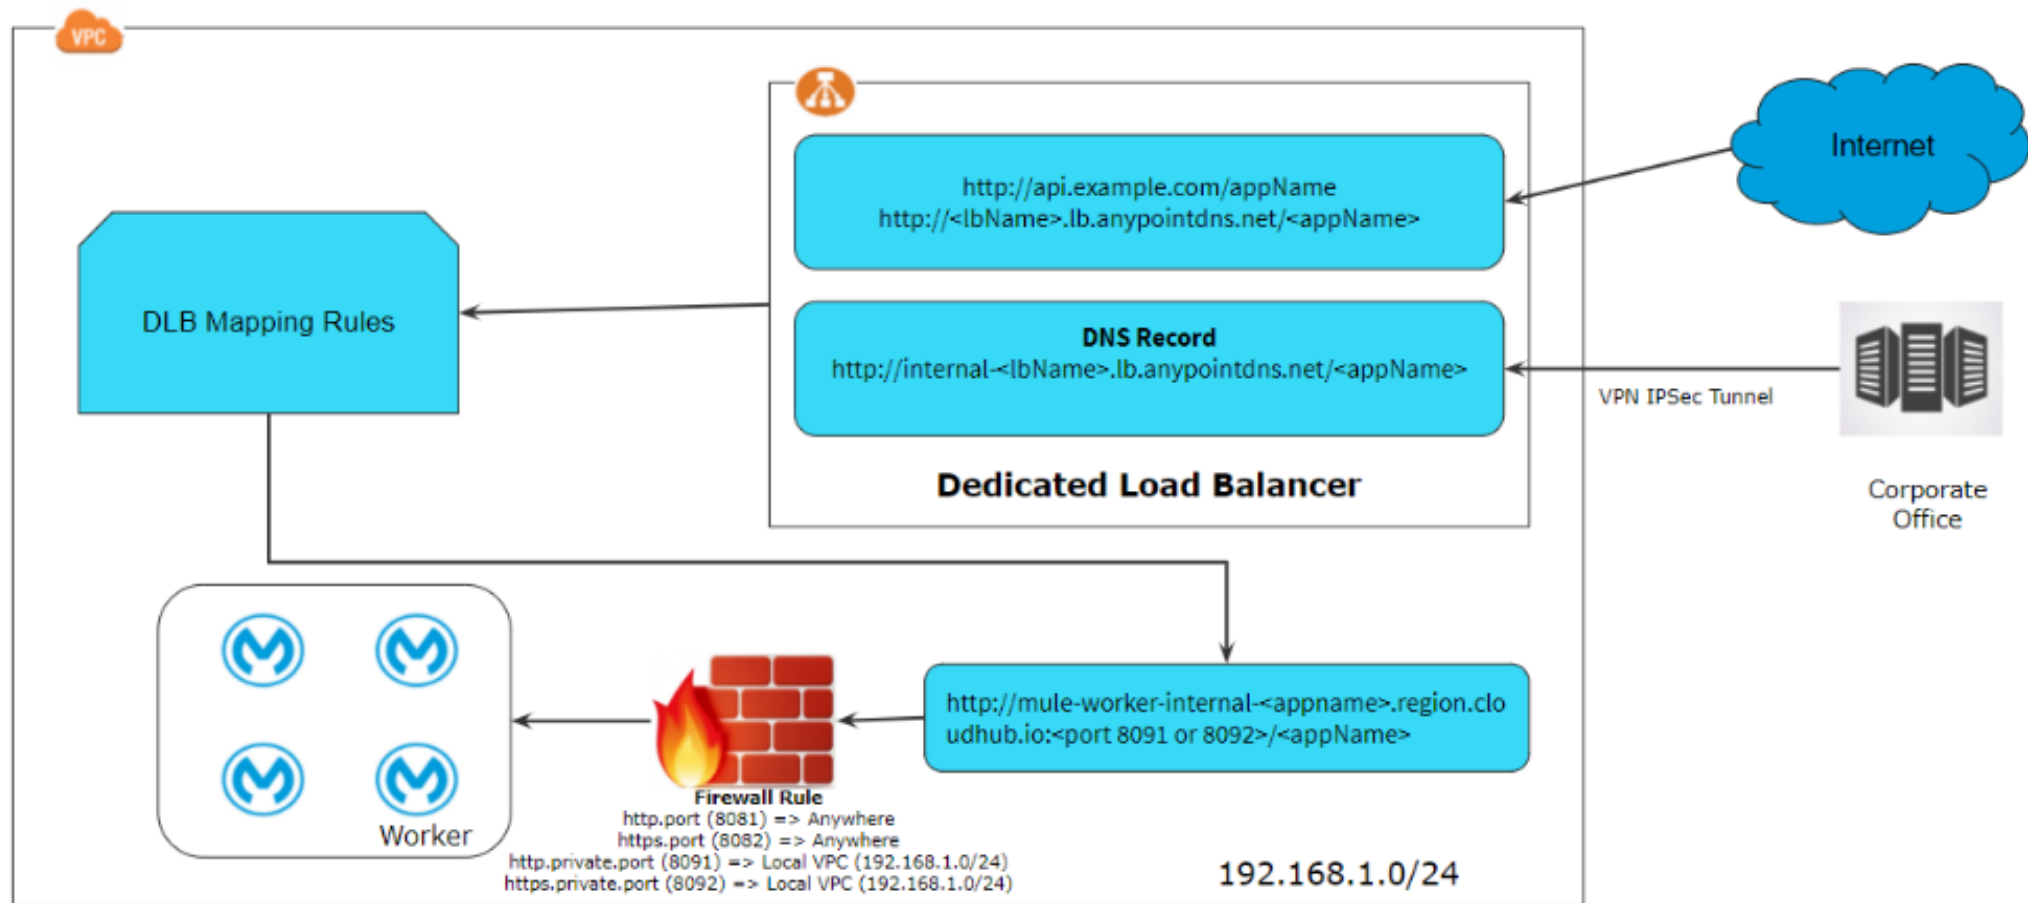 VPC
http://api.example.com/appName
http://<lbName>.lb.anypointdns.net/<appName>
Internet
DLB Mapping Rules
DNS Record
http://internal-<lbName>.lb.anypointdns.net/<appName>
VPN IPSec Tunnel
Dedicated Load Balancer
Corporate
Office
http://mule-worker-internal-<appname>.region.clo
udhub.io:<port 8091 or 8092>/<appName>
Worker
Firewall Rule
http.port (8081) => Anywhere
https.port (8082) => Anywhere
http.private.port (8091) => Local VPC (192.168.1.0/24)
https.private.port (8092) => Local VPC (192.168.1.0/24)
192.168.1.0/24